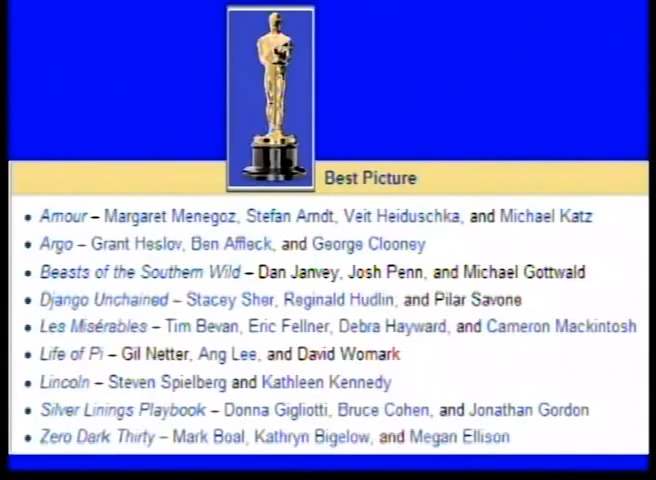 Best Picture
• Amour – Margaret Menegoz, Stefan Arndt, Veit Heiduschka, and Michael Katz
• Argo – Grant Heslov, Ben Affleck, and George Clooney
• Beasts of the Southern Wild – Dan Janvey, Josh Penn, and Michael Gottwald
• Django Unchained – Stacey Sher, Reginald Hudlin, and Pilar Savone
• Les Misérables – Tim Bevan, Eric Fellner, Debra Hayward, and Cameron Mackintosh
• Life of Pi – Gil Netter, Ang Lee, and David Womark
• Lincoln – Steven Spielberg and Kathleen Kennedy
• Silver Linings Playbook – Donna Gigliotti, Bruce Cohen, and Jonathan Gordon
• Zero Dark Thirty – Mark Boal, Kathryn Bigelow, and Megan Ellison